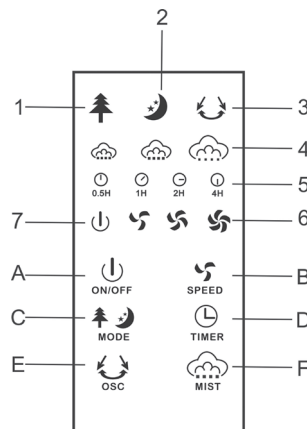 2
1
3
4
0.5H 1H 2H 4H
5
7
6
A
ON/OFF
SPEED
B
C
MODE
TIMER
D
E
OSC
MIST
F